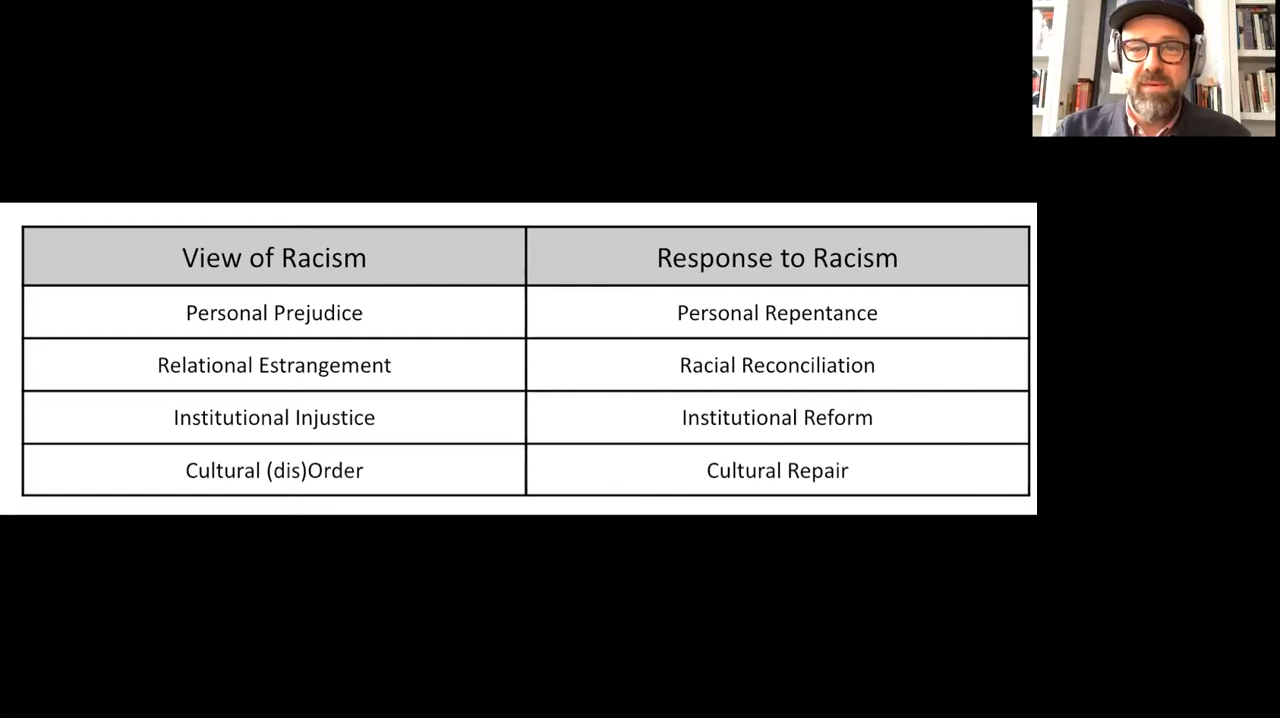 View of Racism Response to Racism
Personal Prejudice Personal Repentance
Relational Estrangement Racial Reconciliation
Institutional Injustice Institutional Reform
Cultural (dis)Order Cultural Repair